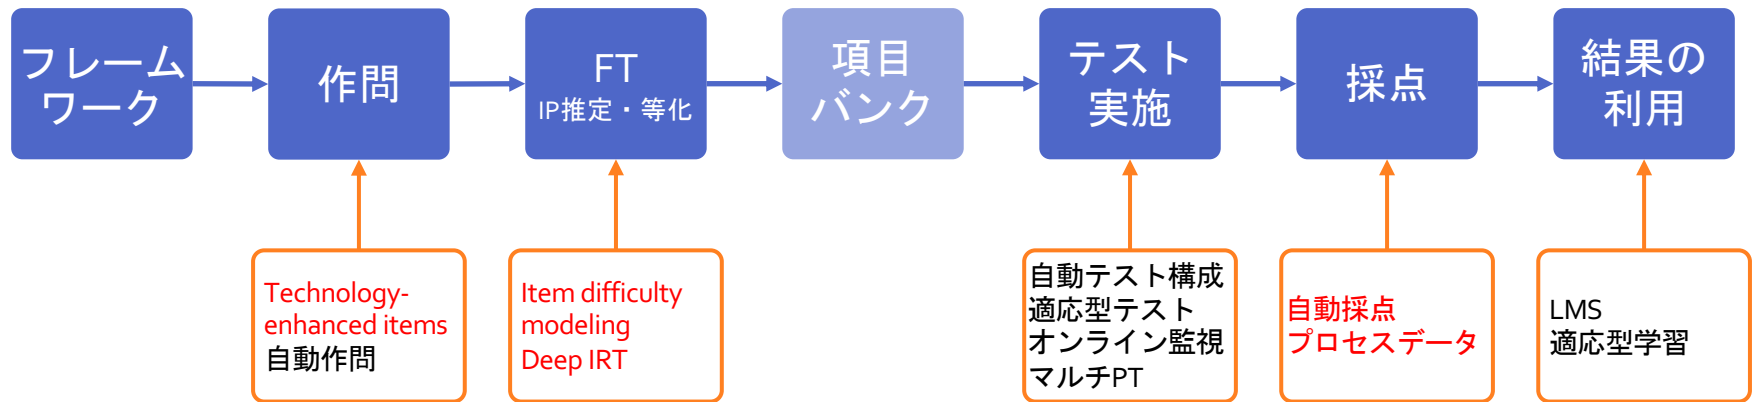 フレーム
ワーク
作問
FT
IP推定・等化
項目
バンク
テスト
実施
採点
結果の
利用
Technology-
enhanced items
自動作問
Item difficulty
modeling
Deep IRT
自動テスト構成
適応型テスト
オンライン監視
マルチPT
自動採点
プロセスデータ
LMS
適応型学習